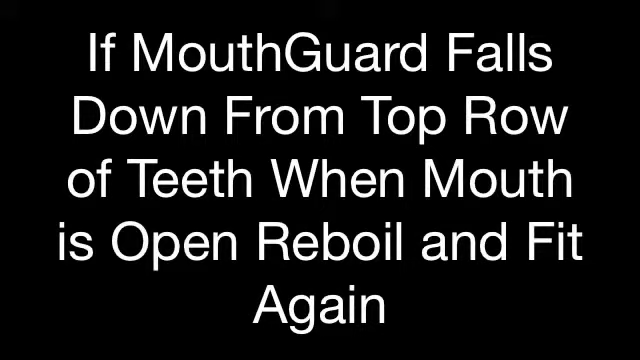 If MouthGuard Falls
Down From Top Row
of Teeth When Mouth
is Open Reboil and Fit
Again